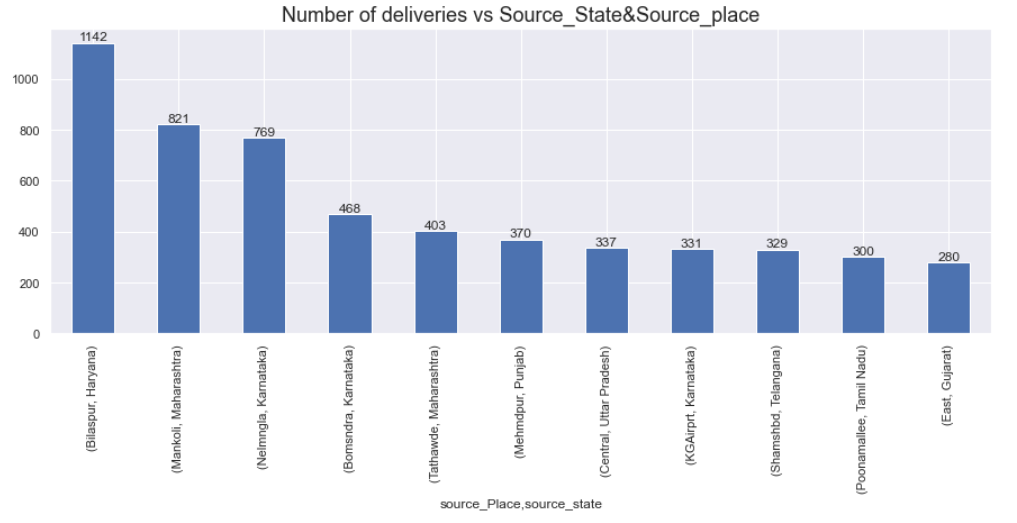 Number of deliveries vs Source_State&Source_place
1142
1000
821
800
769
600
468
403
400
370
337
331
329
300
280
200
0
(Bilaspur, Haryana)
(Mankoli, Maharashtra)
(Nelmngla, Karnataka)
(Bomsndra, Karnataka)
(Tathawde, Maharashtra)
(Mehmdpur, Punjab)
(Central, Uttar Pradesh)
(KGAirprt, Karnataka)
(Shamshbd, Telangana)
(Poonamallee, Tamil Nadu)
(East, Gujarat)
source_Place,source_state